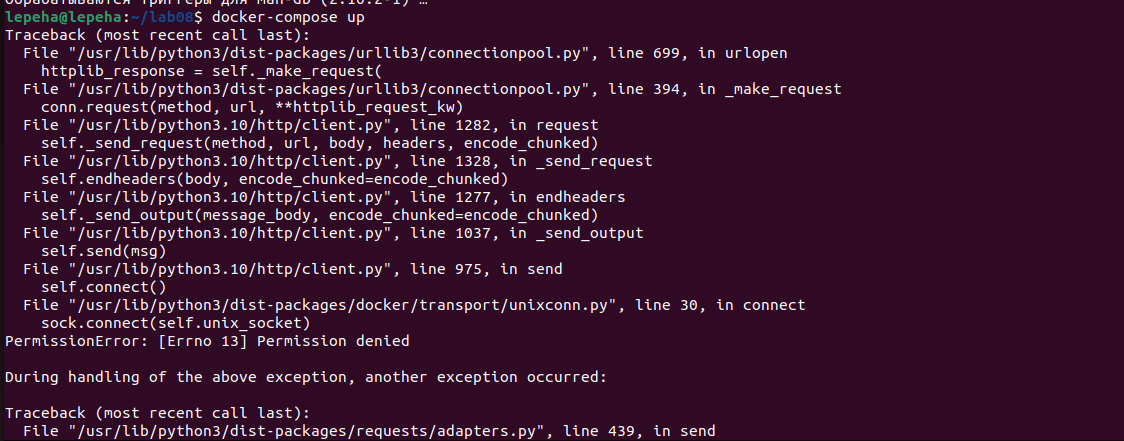 Обрабатываются триггеры для man-db (2.10.2-1) …
lepeha@lepeha:~/lab08$ docker-compose up
Traceback (most recent call last):
  File "/usr/lib/python3/dist-packages/urllib3/connectionpool.py", line 699, in urlopen
    httplib_response = self._make_request(
  File "/usr/lib/python3/dist-packages/urllib3/connectionpool.py", line 394, in _make_request
    conn.request(method, url, **httplib_request_kw)
  File "/usr/lib/python3.10/http/client.py", line 1282, in request
    self._send_request(method, url, body, headers, encode_chunked)
  File "/usr/lib/python3.10/http/client.py", line 1328, in _send_request
    self.endheaders(body, encode_chunked=encode_chunked)
  File "/usr/lib/python3.10/http/client.py", line 1277, in endheaders
    self._send_output(message_body, encode_chunked=encode_chunked)
  File "/usr/lib/python3.10/http/client.py", line 1037, in _send_output
    self.send(msg)
  File "/usr/lib/python3.10/http/client.py", line 975, in send
    self.connect()
  File "/usr/lib/python3/dist-packages/docker/transport/unixconn.py", line 30, in connect
    sock.connect(self.unix_socket)
PermissionError: [Errno 13] Permission denied

During handling of the above exception, another exception occurred:

Traceback (most recent call last):
  File "/usr/lib/python3/dist-packages/requests/adapters.py", line 439, in send